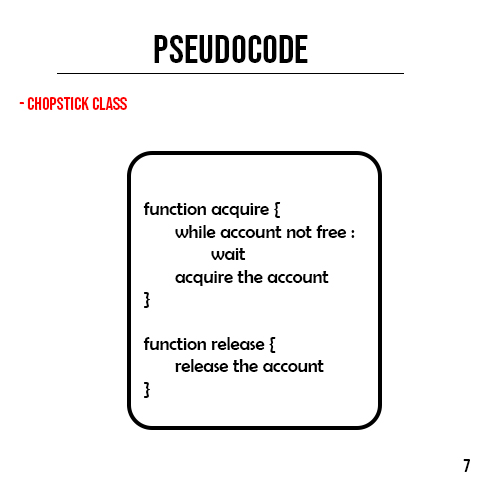 PSEUDOCODE
- CHOPSTICK CLASS
function acquire {
while account not free :
wait
acquire the account
}
function release {
release the account
}
7